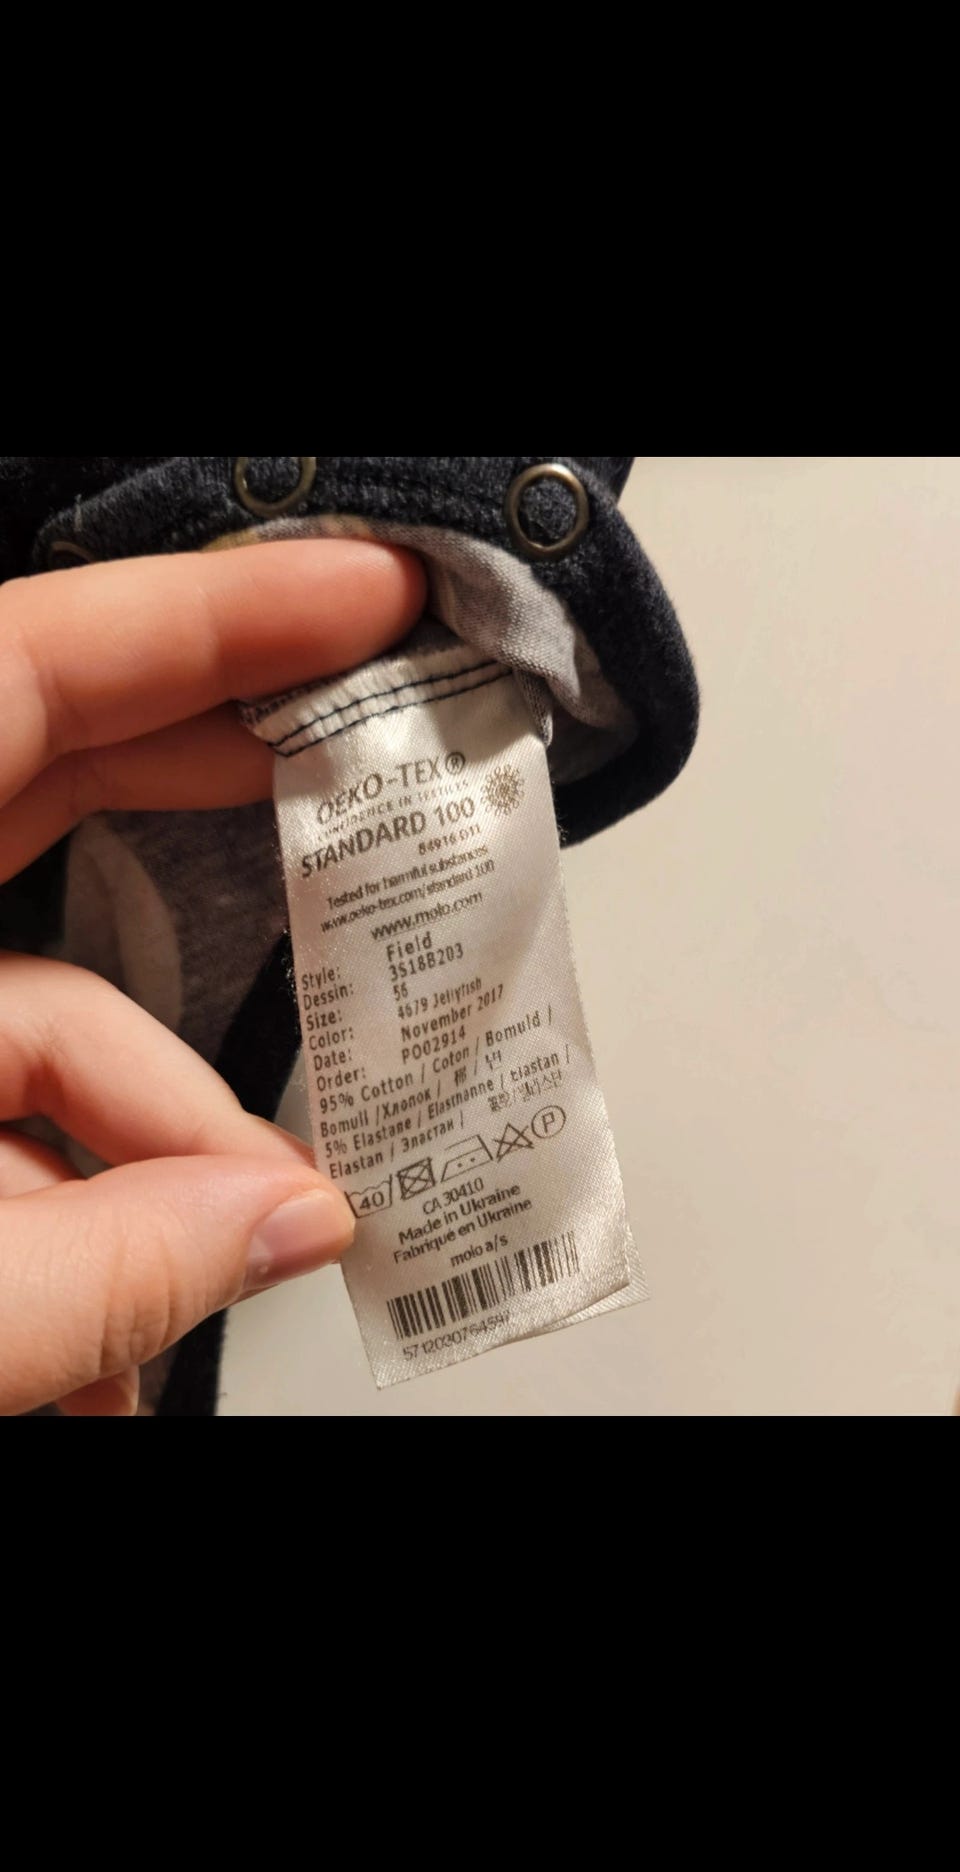 OEKO-TEX®
CONFIDENCE IN TEXTILES
STANDARD 100
84916 011
Tested for harmful substances
www.oeko-tex.com/standard 100
www.molo.com
Style: Field
Dessin: 3S18B203
Size: 56
Color: 4679 Jellyfish
Date: November 2017
Order: PO02914
95% Cotton / Coton / Bomuld /
Bomull /Хлопок / 棉 / 면
5% Elastane / Elasthanne / Elastan /
Elastan / Эластан /
40 P
CA 30410
Made in Ukraine
Fabriqué en Ukraine
molo a/s